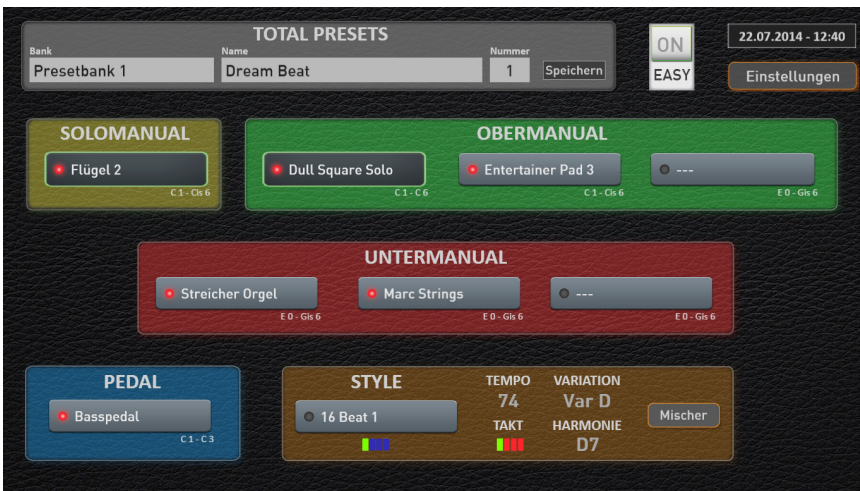 TOTAL PRESETS
Bank Name Nummer
Presetbank 1 Dream Beat 1 Speichern
ON
EASY
22.07.2014 - 12:40
Einstellungen
SOLOMANUAL
Flügel 2
C 1 - Cis 6
OBERMANUAL
Dull Square Solo Entertainer Pad 3 ---
C 1 - C 6 C 1 - Cis 6 E 0 - Gis 6
UNTERMANUAL
Streicher Orgel Marc Strings ---
E 0 - Gis 6 E 0 - Gis 6 E 0 - Gis 6
PEDAL
Basspedal
C 1 - C 3
STYLE
16 Beat 1
TEMPO VARIATION
74 Var D
TAKT HARMONIE
D7
Mischer